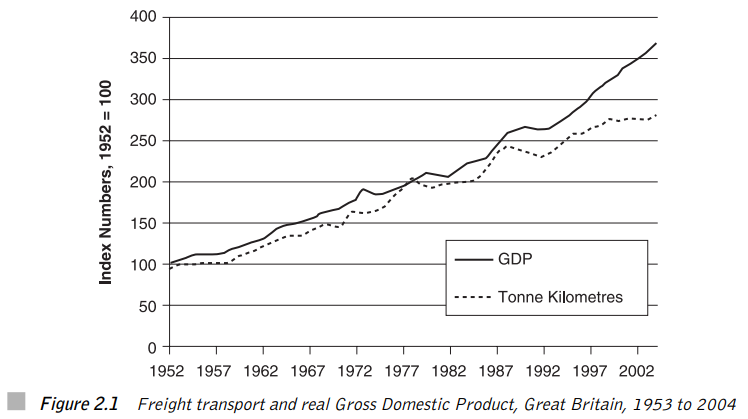 400
350
300
250
200
150
100
50
0
Index Numbers, 1952 = 100
GDP
Tonne Kilometres
1952 1957 1962 1967 1972 1977 1982 1987 1992 1997 2002
Figure 2.1 Freight transport and real Gross Domestic Product, Great Britain, 1953 to 2004